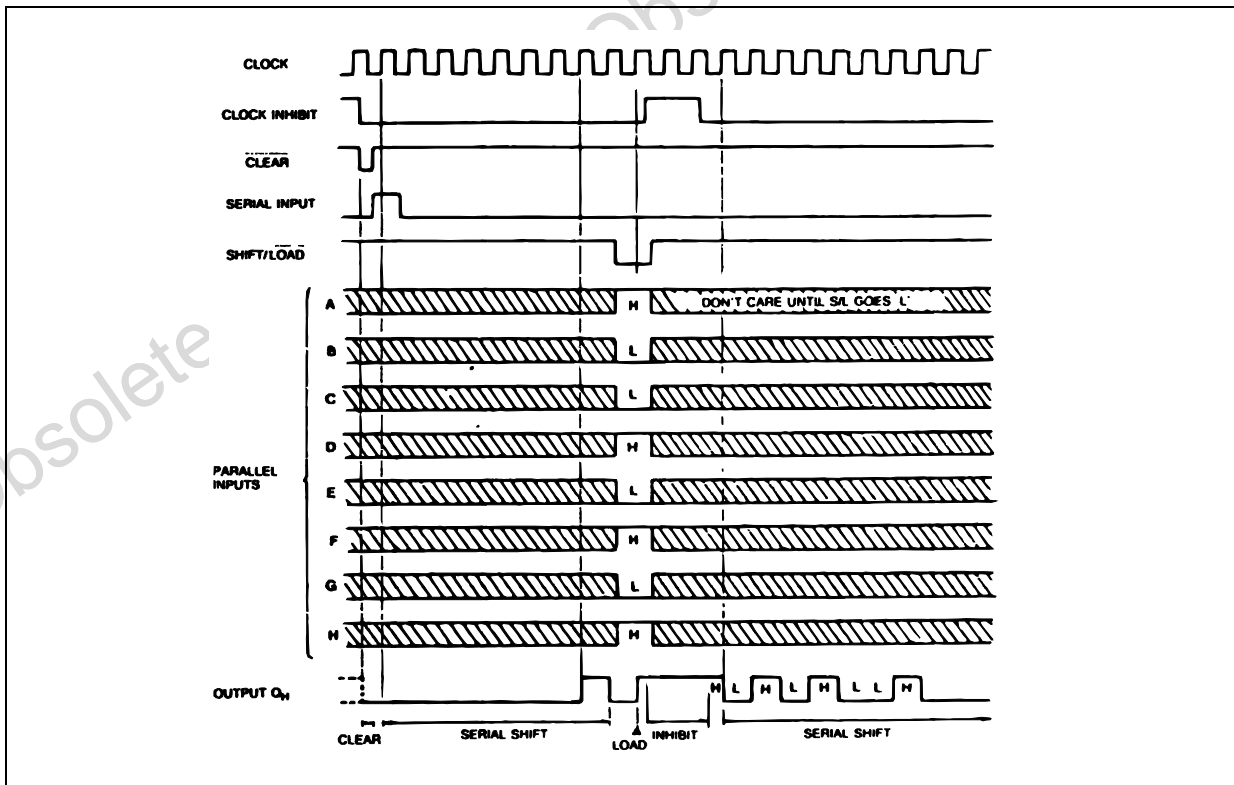 Obsolete
CLOCK
CLOCK INHIBIT
CLEAR
SERIAL INPUT
SHIFT/LOAD
A H DON'T CARE UNTIL S/L GOES L
B L
C L
D H
PARALLEL
INPUTS
E L
F H
G L
H H
OUTPUT QH H L H L H L L H
CLEAR SERIAL SHIFT LOAD INHIBIT SERIAL SHIFT